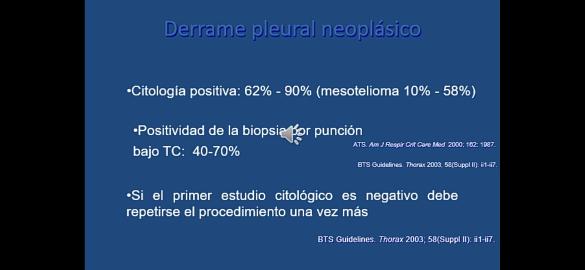 Derrame pleural neoplásico
•Citología positiva: 62% - 90% (mesotelioma 10% - 58%)
•Positividad de la biopsia por punción
bajo TC: 40-70%
ATS. Am J Respir Crit Care Med 2000; 162: 1987.
BTS Guidelines. Thorax 2003; 58(Suppl II): ii1-ii7.
•Si el primer estudio citológico es negativo debe
repetirse el procedimiento una vez más
BTS Guidelines. Thorax 2003; 58(Suppl II): ii1-ii7.